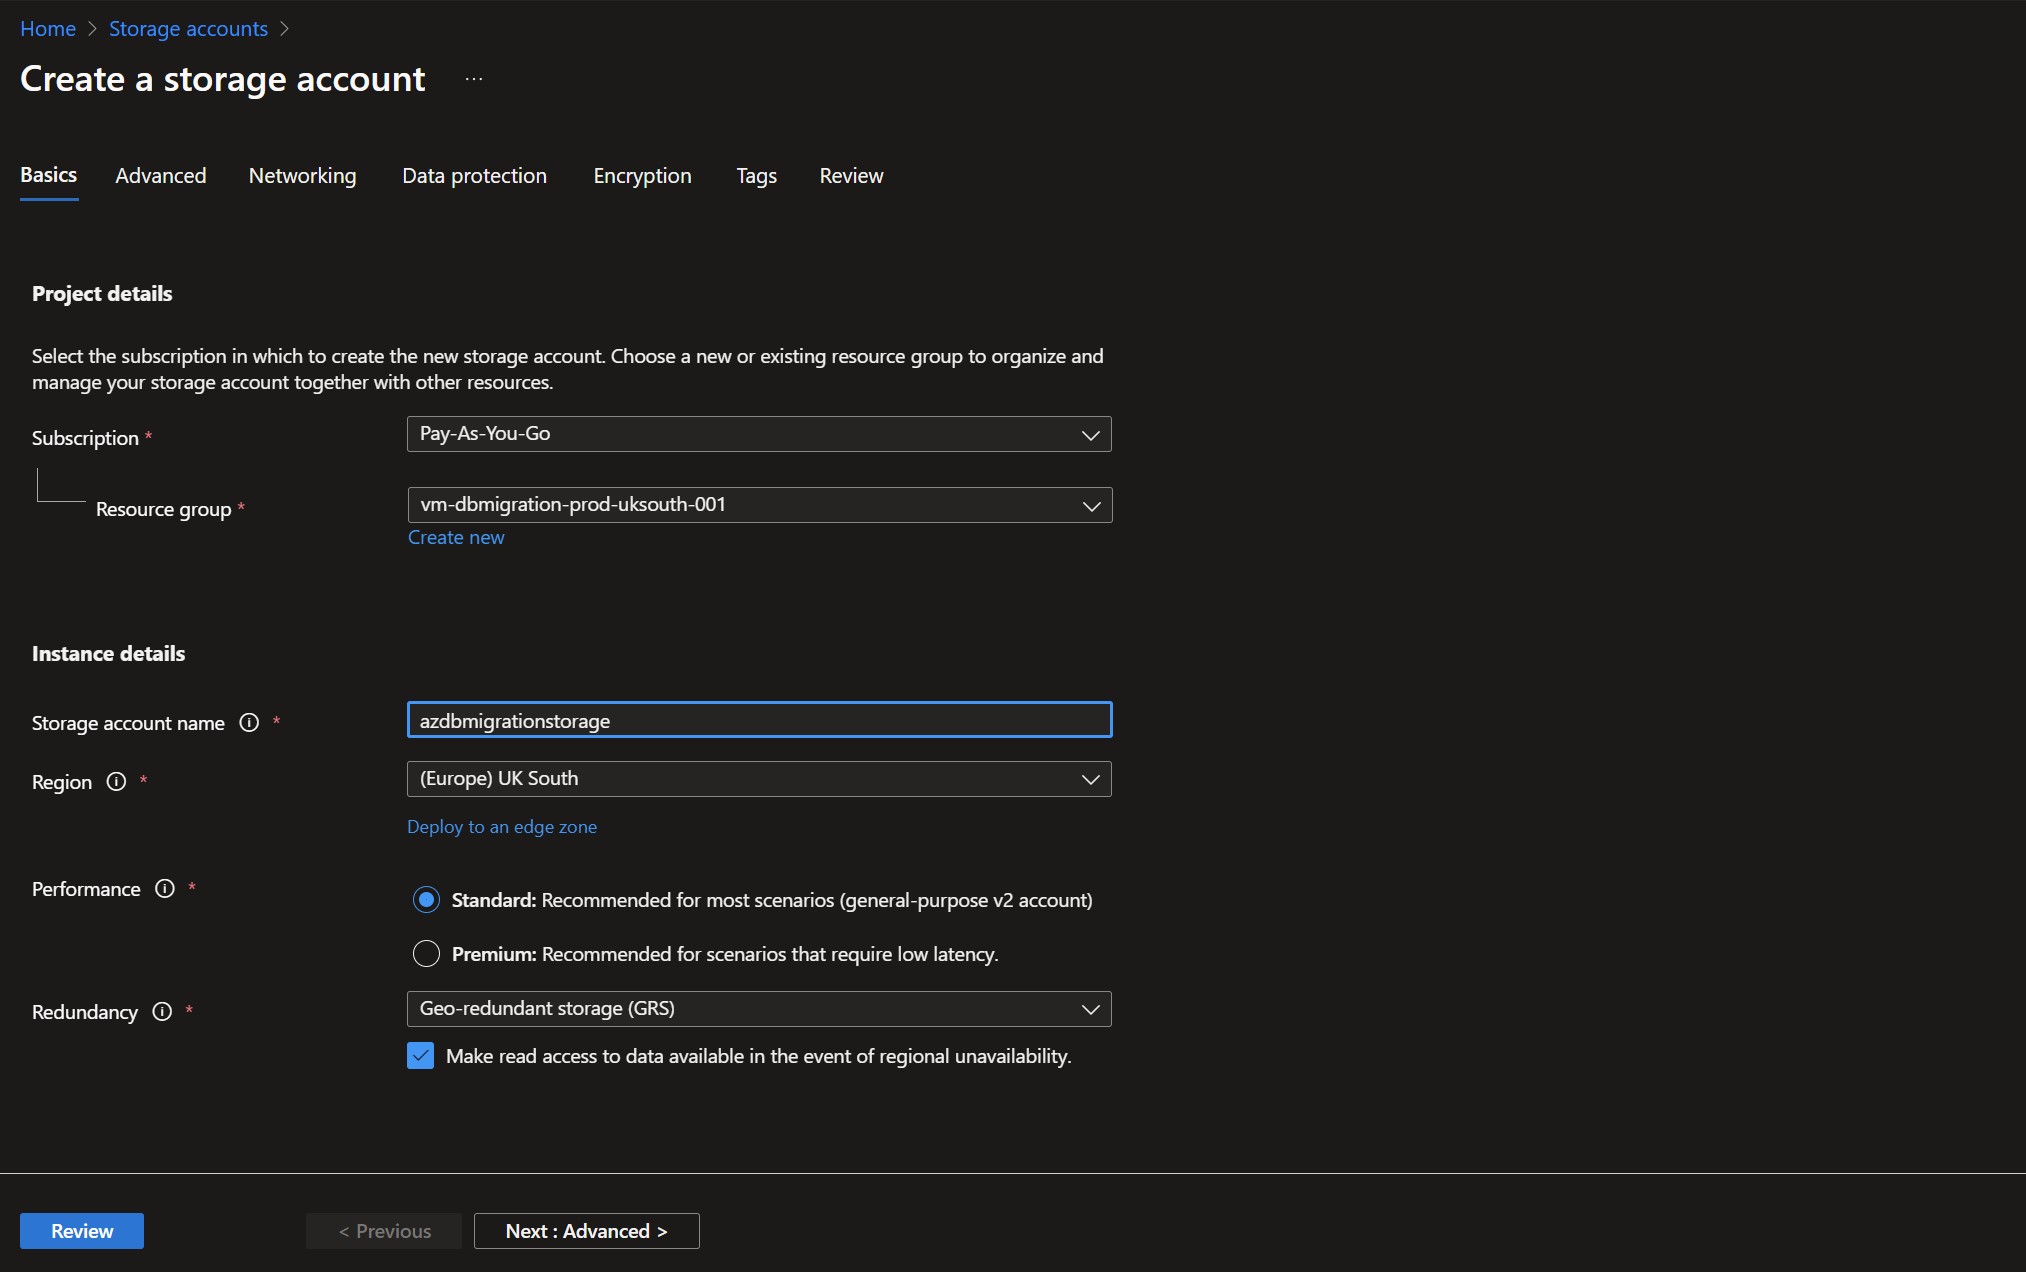 Home > Storage accounts >
Create a storage account ...
Basics Advanced Networking Data protection Encryption Tags Review
Project details
Select the subscription in which to create the new storage account. Choose a new or existing resource group to organize and
manage your storage account together with other resources.
Subscription * Pay-As-You-Go
Resource group * vm-dbmigration-prod-uksouth-001
Create new
Instance details
Storage account name * azdbmigrationstorage
Region * (Europe) UK South
Deploy to an edge zone
Performance * Standard: Recommended for most scenarios (general-purpose v2 account)
Premium: Recommended for scenarios that require low latency.
Redundancy * Geo-redundant storage (GRS)
Make read access to data available in the event of regional unavailability.
Review < Previous Next : Advanced >